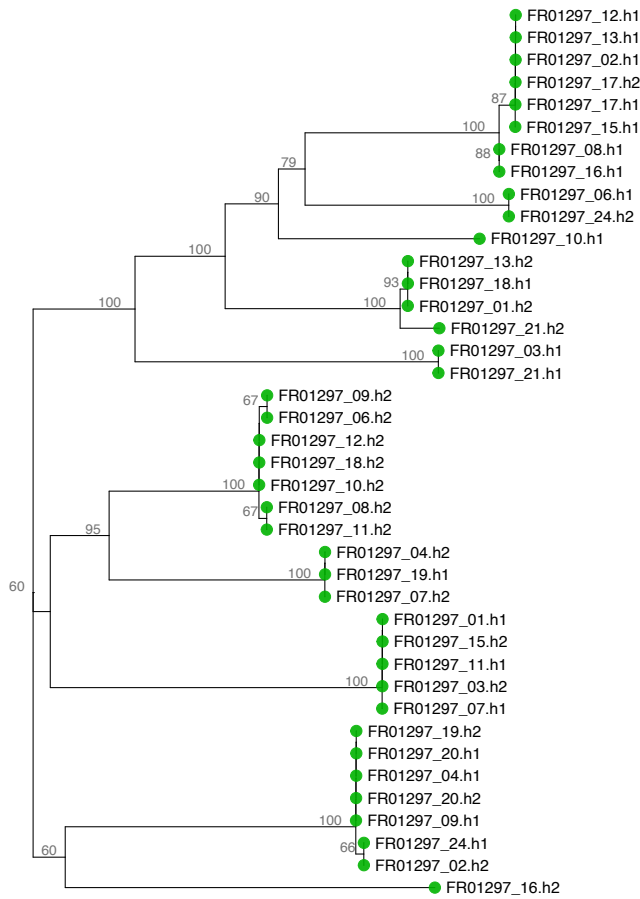 FR01297_12.h1
FR01297_13.h1
FR01297_02.h1
FR01297_17.h2
87
FR01297_17.h1
100
FR01297_15.h1
88
FR01297_08.h1
79
FR01297_16.h1
100
FR01297_06.h1
90
FR01297_24.h2
FR01297_10.h1
100
FR01297_13.h2
93
FR01297_18.h1
100
100
FR01297_01.h2
FR01297_21.h2
100
FR01297_03.h1
FR01297_21.h1
67
FR01297_09.h2
FR01297_06.h2
FR01297_12.h2
FR01297_18.h2
100
FR01297_10.h2
67
FR01297_08.h2
95
FR01297_11.h2
FR01297_04.h2
100
FR01297_19.h1
60
FR01297_07.h2
FR01297_01.h1
FR01297_15.h2
FR01297_11.h1
100
FR01297_03.h2
FR01297_07.h1
FR01297_19.h2
FR01297_20.h1
FR01297_04.h1
FR01297_20.h2
100
FR01297_09.h1
66
FR01297_24.h1
60
FR01297_02.h2
FR01297_16.h2